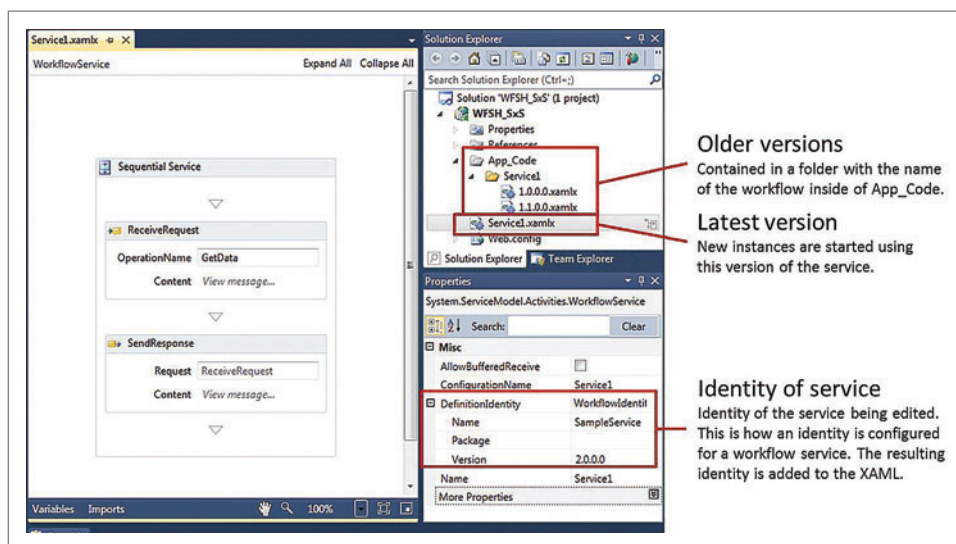 Service1.xamlx
WorkflowService
Expand All Collapse All
Sequential Service
ReceiveRequest
OperationName GetData
Content View message...
SendResponse
Request ReceiveRequest
Content View message...
Variables Imports
100%
Solution Explorer
Search Solution Explorer (Ctrl+;)
Solution 'WFSH_SxS' (1 project)
WFSH_SxS
Properties
References
App_Code
Service1
1.0.0.0.xamlx
1.1.0.0.xamlx
Service1.xamlx
Web.config
Solution Explorer Team Explorer
Properties
System.ServiceModel.Activities.WorkflowService
Search: Clear
Misc
AllowBufferedReceive
ConfigurationName Service1
DefinitionIdentity WorkflowIdentit
Name SampleService
Package
Version 2.0.0.0
Name Service1
More Properties
Older versions
Contained in a folder with the name
of the workflow inside of App_Code.
Latest version
New instances are started using
this version of the service.
Identity of service
Identity of the service being edited.
This is how an identity is configured
for a workflow service. The resulting
identity is added to the XAML.